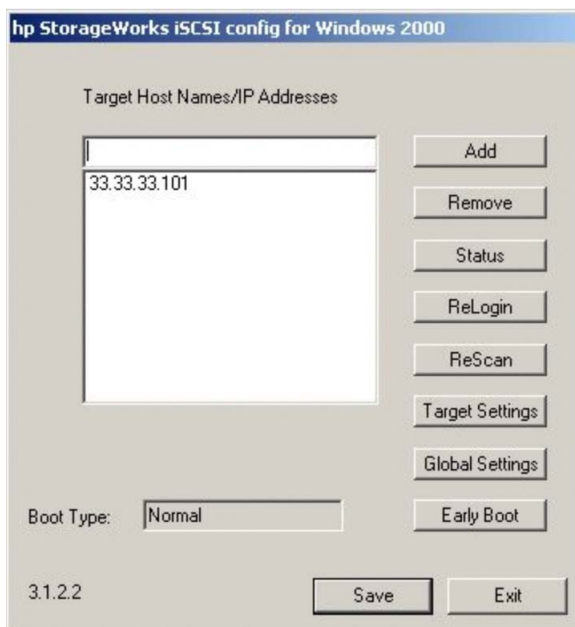 hp StorageWorks iSCSI config for Windows 2000
Target Host Names/IP Addresses
Add
33.33.33.101
Remove
Status
ReLogin
ReScan
Target Settings
Global Settings
Boot Type:
Normal
Early Boot
3.1.2.2
Save
Exit